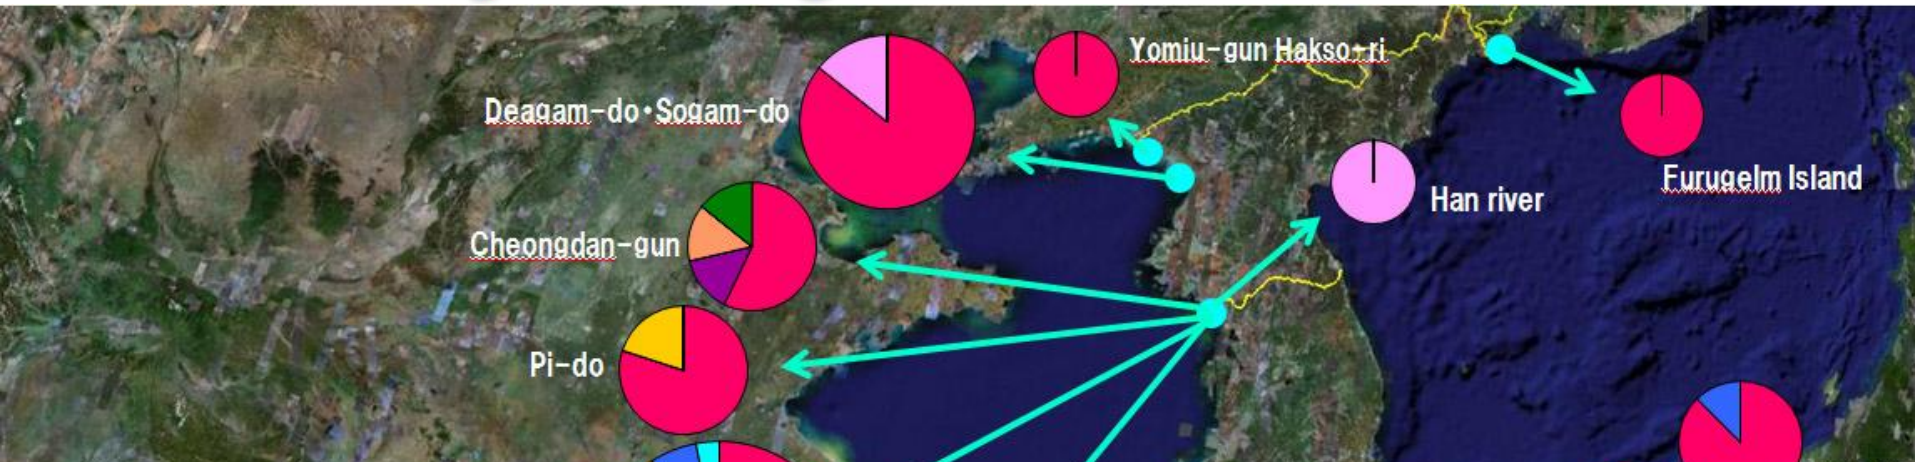 Yomiu-gun Hakso-ri
Deagam-do•Sogam-do
Furugelm Island
Han river
Cheongdan-gun
Pi-do